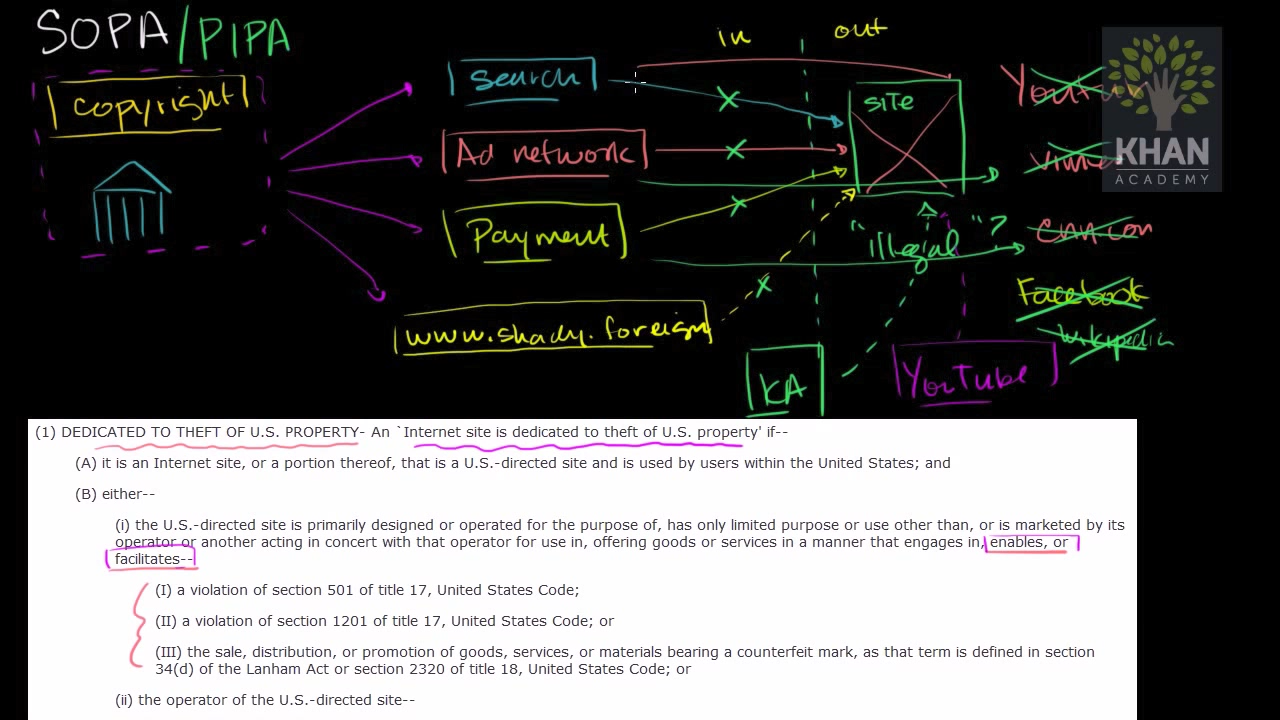 SOPA/PIPA
in out
copyright
search
SITE
Youtube
Ad network
Vimeo
KHAN
ACADEMY
Payment
"illegal"?
cnn.com
Facebook
www.shady.foreign
wikipedia
KA
YouTube
(1) DEDICATED TO THEFT OF U.S. PROPERTY- An `Internet site is dedicated to theft of U.S. property' if--
(A) it is an Internet site, or a portion thereof, that is a U.S.-directed site and is used by users within the United States; and
(B) either--
(i) the U.S.-directed site is primarily designed or operated for the purpose of, has only limited purpose or use other than, or is marketed by its
operator or another acting in concert with that operator for use in, offering goods or services in a manner that engages in, enables, or
facilitates--
(I) a violation of section 501 of title 17, United States Code;
(II) a violation of section 1201 of title 17, United States Code; or
(III) the sale, distribution, or promotion of goods, services, or materials bearing a counterfeit mark, as that term is defined in section
34(d) of the Lanham Act or section 2320 of title 18, United States Code; or
(ii) the operator of the U.S.-directed site--